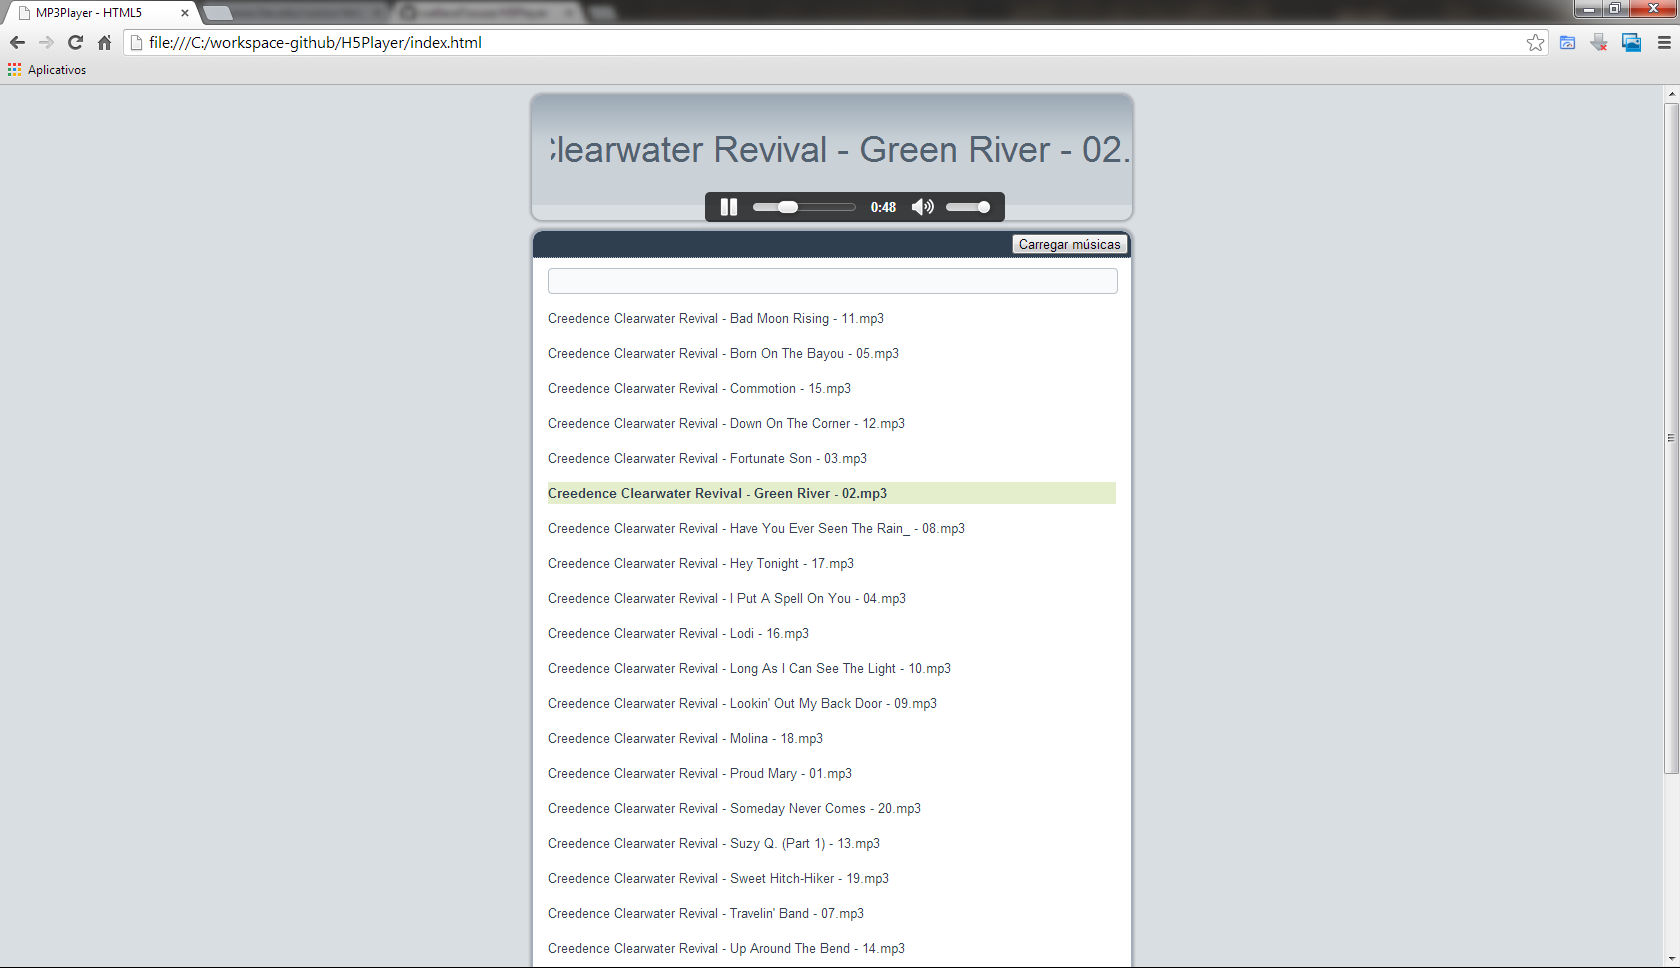 MP3Player - HTML5
file:///C:/workspace-github/H5Player/index.html
Aplicativos
learwater Revival - Green River - 02.
0:48
Carregar músicas
Creedence Clearwater Revival - Bad Moon Rising - 11.mp3
Creedence Clearwater Revival - Born On The Bayou - 05.mp3
Creedence Clearwater Revival - Commotion - 15.mp3
Creedence Clearwater Revival - Down On The Corner - 12.mp3
Creedence Clearwater Revival - Fortunate Son - 03.mp3
Creedence Clearwater Revival - Green River - 02.mp3
Creedence Clearwater Revival - Have You Ever Seen The Rain_ - 08.mp3
Creedence Clearwater Revival - Hey Tonight - 17.mp3
Creedence Clearwater Revival - I Put A Spell On You - 04.mp3
Creedence Clearwater Revival - Lodi - 16.mp3
Creedence Clearwater Revival - Long As I Can See The Light - 10.mp3
Creedence Clearwater Revival - Lookin' Out My Back Door - 09.mp3
Creedence Clearwater Revival - Molina - 18.mp3
Creedence Clearwater Revival - Proud Mary - 01.mp3
Creedence Clearwater Revival - Someday Never Comes - 20.mp3
Creedence Clearwater Revival - Suzy Q. (Part 1) - 13.mp3
Creedence Clearwater Revival - Sweet Hitch-Hiker - 19.mp3
Creedence Clearwater Revival - Travelin' Band - 07.mp3
Creedence Clearwater Revival - Up Around The Bend - 14.mp3